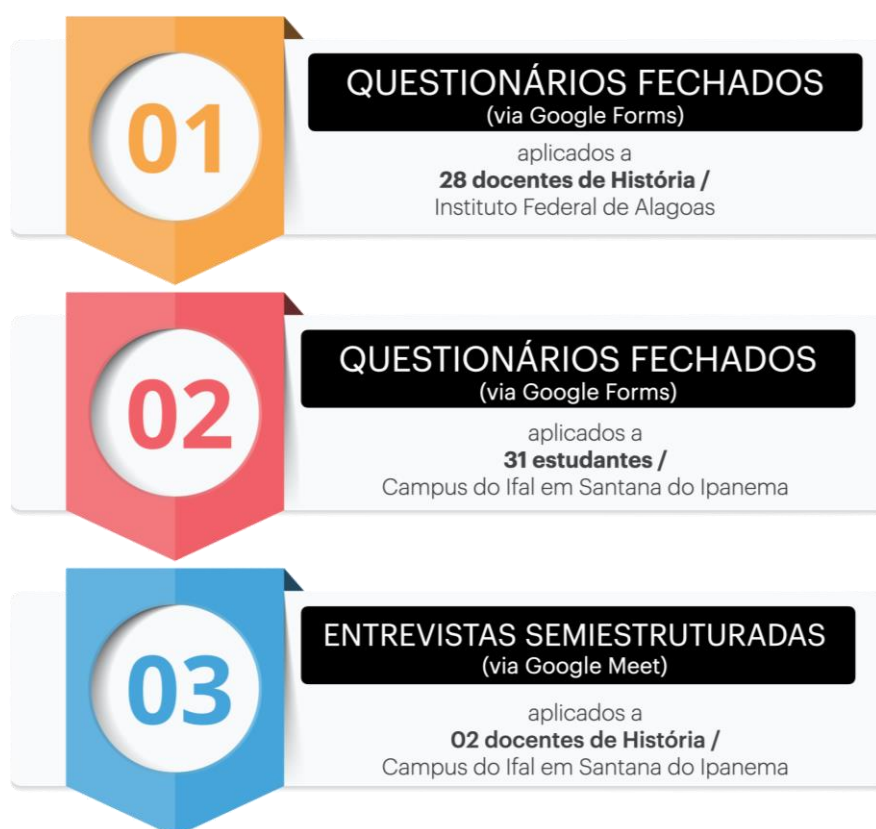 01
QUESTIONÁRIOS FECHADOS
(via Google Forms)
aplicados a
28 docentes de História /
Instituto Federal de Alagoas
02
QUESTIONÁRIOS FECHADOS
(via Google Forms)
aplicados a
31 estudantes /
Campus do Ifal em Santana do Ipanema
03
ENTREVISTAS SEMIESTRUTURADAS
(via Google Meet)
aplicados a
02 docentes de História /
Campus do Ifal em Santana do Ipanema